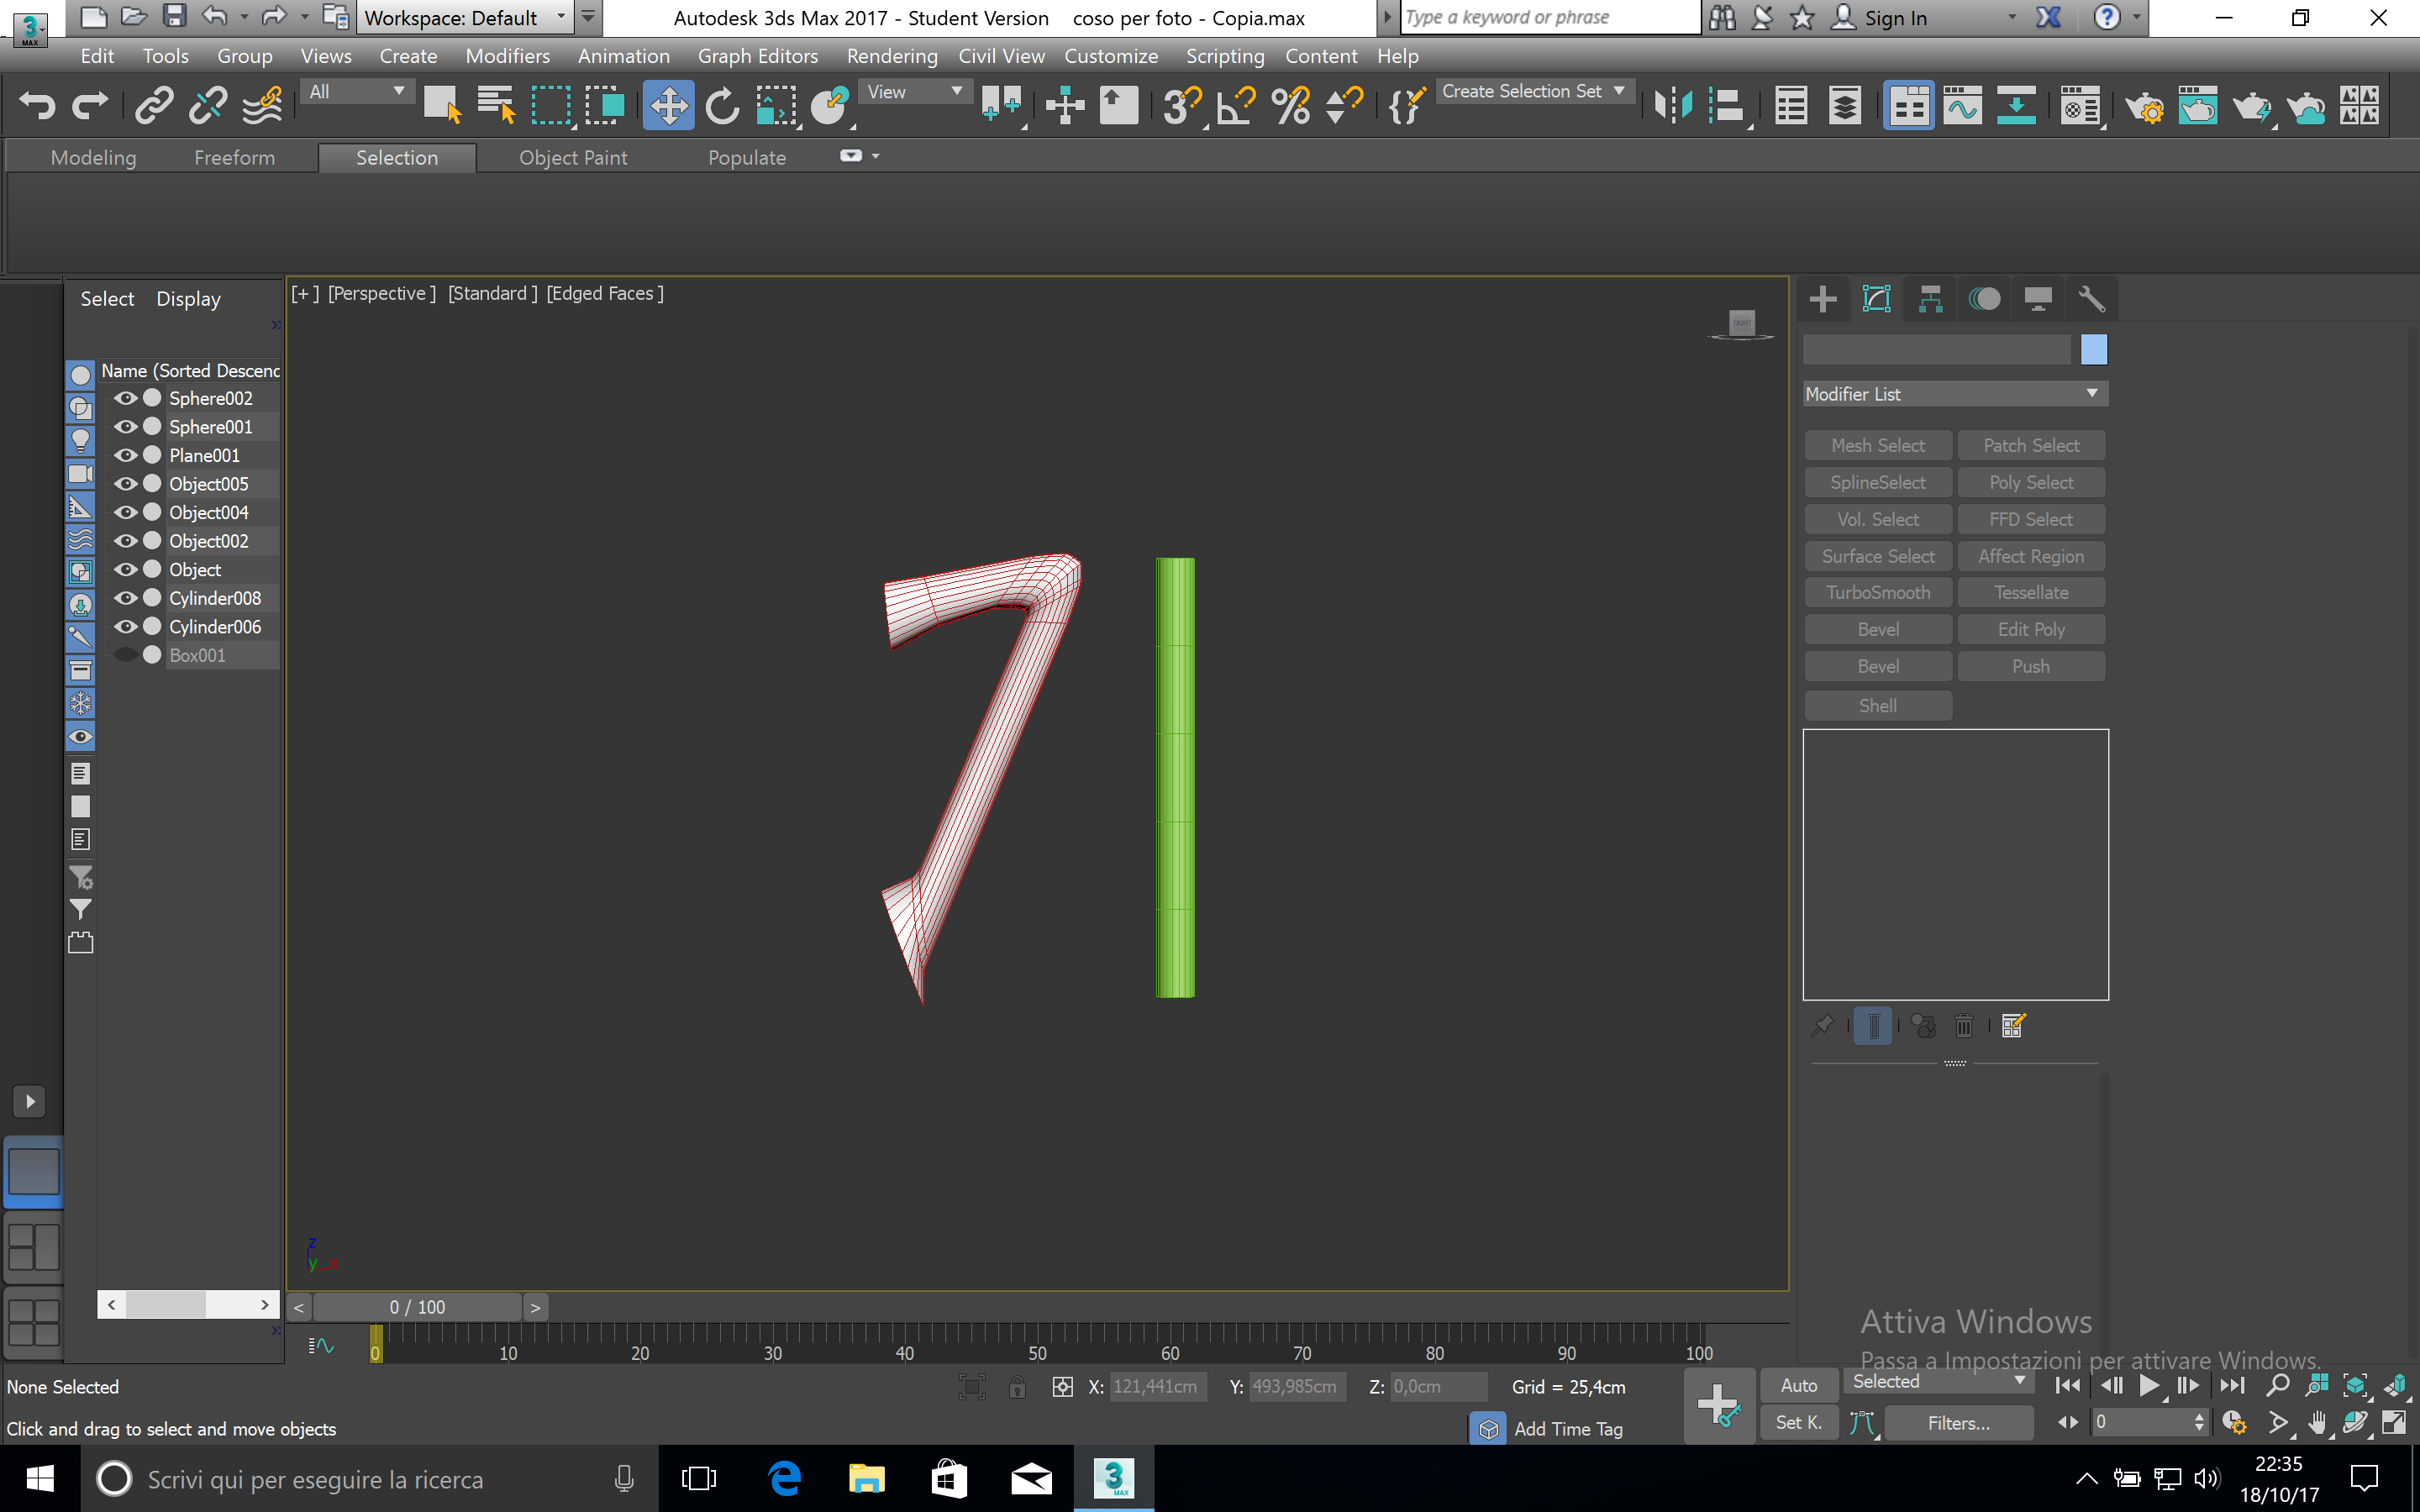 Workspace: Default
Autodesk 3ds Max 2017 - Student Version    coso per foto - Copia.max
Type a keyword or phrase
Sign In
3 MAX
Edit Tools Group Views Create Modifiers Animation Graph Editors Rendering Civil View Customize Scripting Content Help
All
View
Create Selection Set
Modeling Freeform Selection Object Paint Populate
Select Display
[+] [Perspective] [Standard] [Edged Faces]
FRONT
Name (Sorted Descenc
Sphere002
Sphere001
Plane001
Object005
Object004
Object002
Object
Cylinder008
Cylinder006
Box001
Modifier List
Mesh Select Patch Select
SplineSelect Poly Select
Vol. Select FFD Select
Surface Select Affect Region
TurboSmooth Tessellate
Bevel Edit Poly
Bevel Push
Shell
z
y x
< 0 / 100 >
0 10 20 30 40 50 60 70 80 90 100
Attiva Windows
Passa a Impostazioni per attivare Windows.
None Selected
X: 121,441cm Y: 493,985cm Z: 0,0cm Grid = 25,4cm
Auto Selected
Click and drag to select and move objects
Add Time Tag
Set K. Filters... 0
Scrivi qui per eseguire la ricerca
3 MAX
22:35
18/10/17